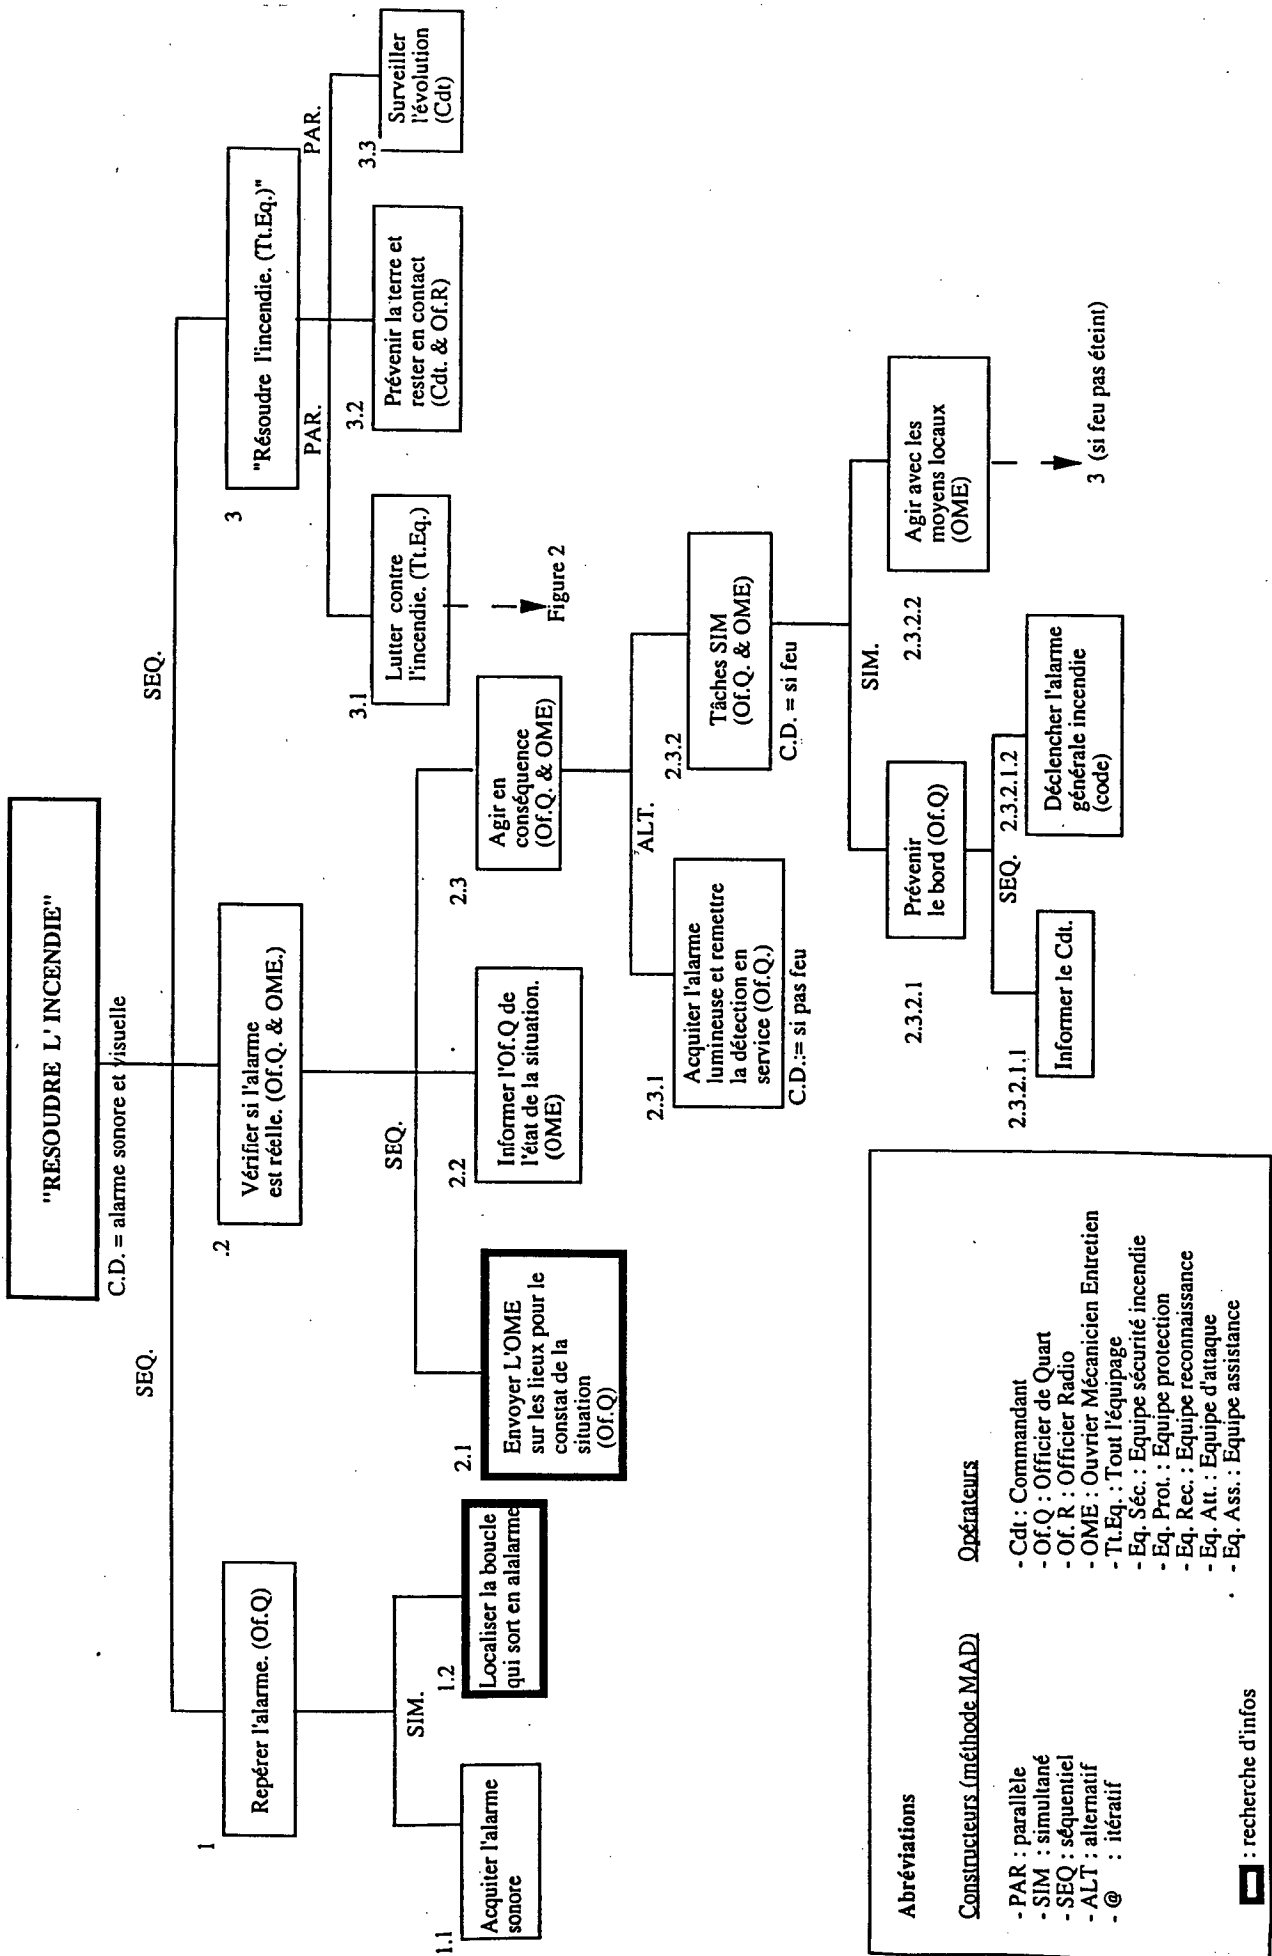 "RESOUDRE L' INCENDIE"
C.D. = alarme sonore et visuelle
SEQ.
SEQ.
1
Repérer l'alarme. (Of.Q)
SIM.
1.1
Acquiter l'alarme
sonore
1.2
Localiser la boucle
qui sort en alalarme
.2
Vérifier si l'alarme
est réelle. (Of.Q. & OME.)
SEQ.
2.1
Envoyer L'OME
sur les lieux pour le
constat de la
situation
(Of.Q)
2.2
Informer l'Of.Q de
l'état de la situation.
(OME)
2.3
Agir en
conséquence
(Of.Q. & OME)
ALT.
2.3.1
Acquiter l'alarme
lumineuse et remettre
la détection en
service (Of.Q.)
C.D.:= si pas feu
2.3.2
Tâches SIM
(Of.Q. & OME)
C.D. = si feu
SIM.
2.3.2.1
Prévenir
le bord (Of.Q)
SEQ.
2.3.2.1.1
Informer le Cdt.
2.3.2.1.2
Déclencher l'alarme
générale incendie
(code)
2.3.2.2
Agir avec les
moyens locaux
(OME)
3 (si feu pas éteint)
3
"Résoudre l'incendie. (Tt.Eq.)"
PAR.
PAR.
3.1
Lutter contre
l'incendie. (Tt.Eq.)
Figure 2
3.2
Prévenir la terre et
rester en contact
(Cdt. & Of.R)
3.3
Surveiller
l'évolution
(Cdt)
Abréviations
Constructeurs (méthode MAD)
- PAR : parallèle
- SIM : simultané
- SEQ : séquentiel
- ALT : alternatif
- @ : itératif
Opérateurs
- Cdt : Commandant
- Of.Q : Officier de Quart
- Of. R : Officier Radio
- OME : Ouvrier Mécanicien Entretien
- Tt.Eq. : Tout l'équipage
- Eq. Séc. : Equipe sécurité incendie
- Eq. Prot. : Equipe protection
- Eq. Rec. : Equipe reconnaissance
- Eq. Att. : Equipe d'attaque
- Eq. Ass. : Equipe assistance
: recherche d'infos